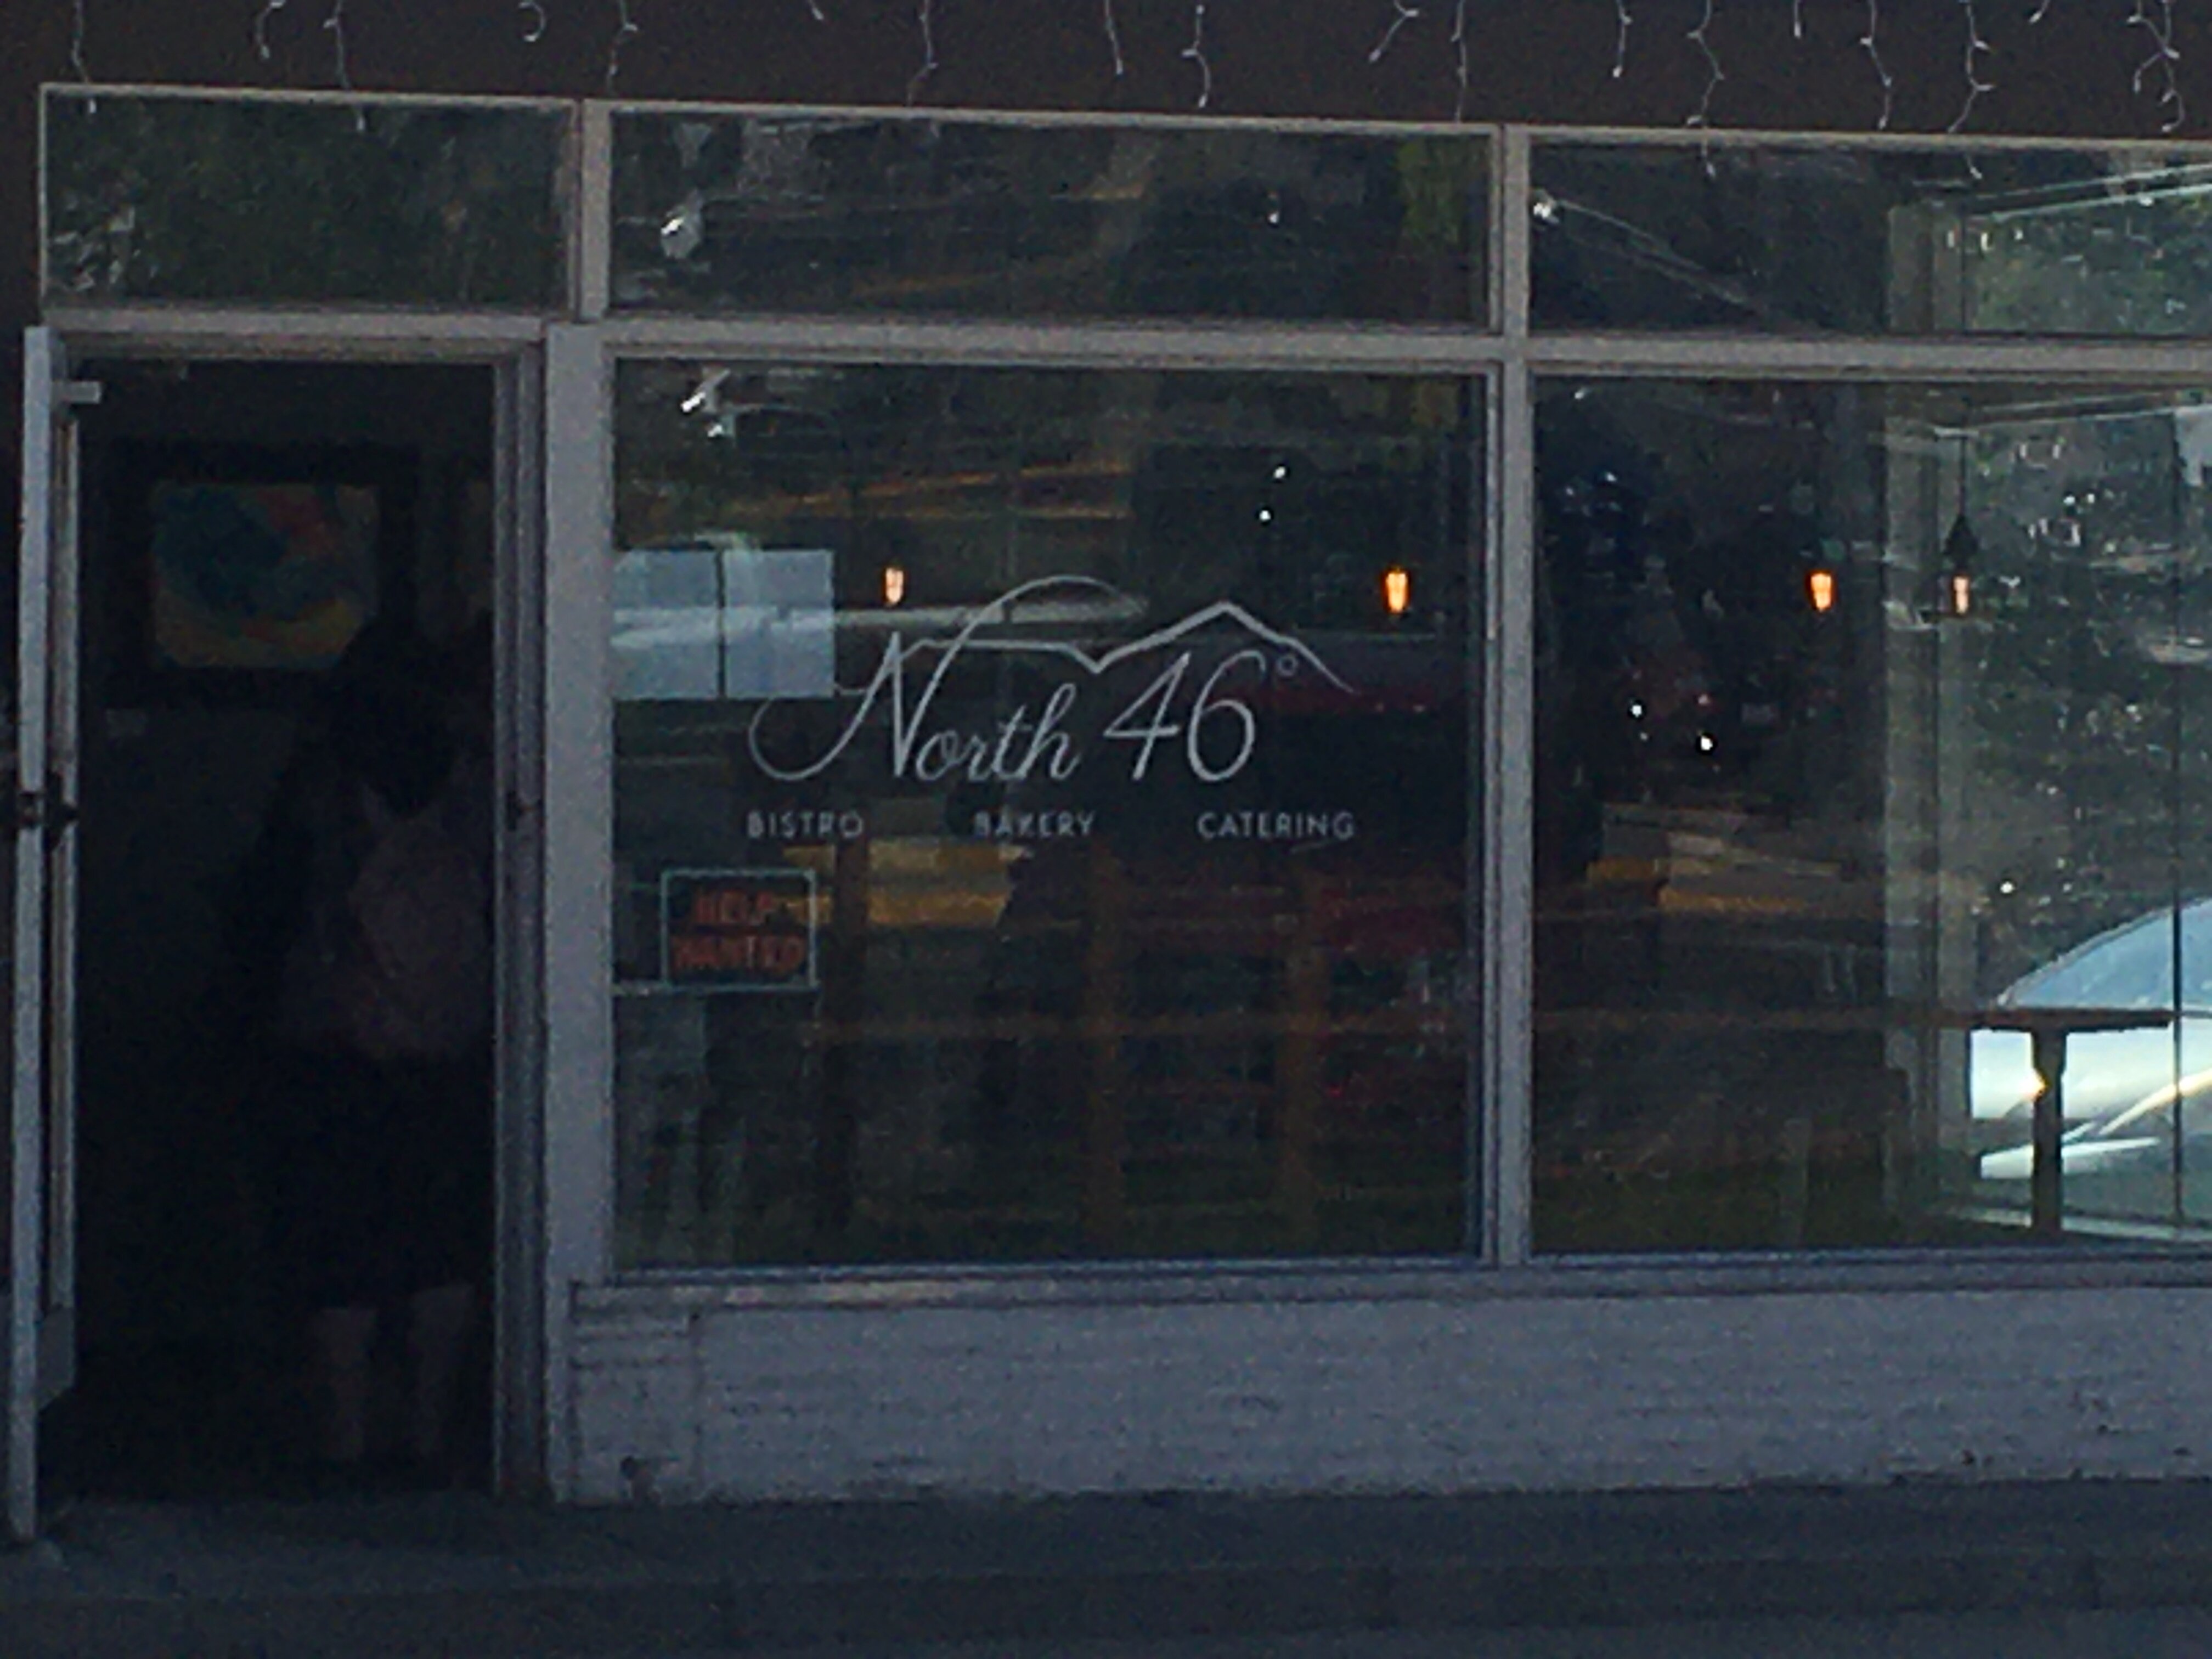 North 46°
BISTRO BAKERY CATERING
HELP
WANTED